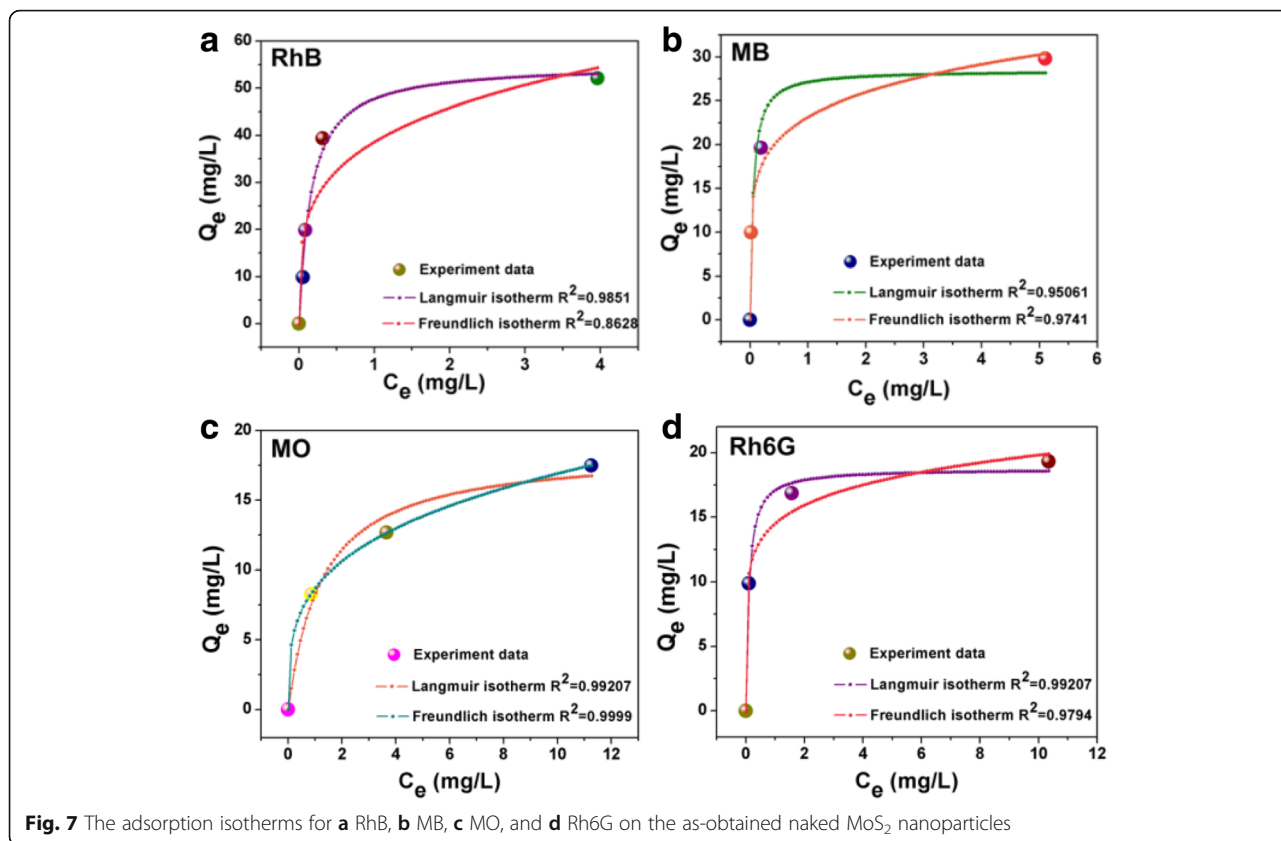 a
RhB
60
50
40
30
20
10
0
Qe (mg/L)
0
1
2
3
4
Ce (mg/L)
Experiment data
Langmuir isotherm R²=0.9851
Freundlich isotherm R²=0.8628
b
MB
30
25
20
15
10
5
0
Qe (mg/L)
0
1
2
3
4
5
6
Ce (mg/L)
Experiment data
Langmuir isotherm R²=0.95061
Freundlich isotherm R²=0.9741
c
MO
20
15
10
5
0
Qe (mg/L)
0
2
4
6
8
10
12
Ce (mg/L)
Experiment data
Langmuir isotherm R²=0.99207
Freundlich isotherm R²=0.9999
d
Rh6G
20
15
10
5
0
Qe (mg/L)
0
2
4
6
8
10
12
Ce (mg/L)
Experiment data
Langmuir isotherm R²=0.99207
Freundlich isotherm R²=0.9794
Fig. 7 The adsorption isotherms for a RhB, b MB, c MO, and d Rh6G on the as-obtained naked MoS₂ nanoparticles